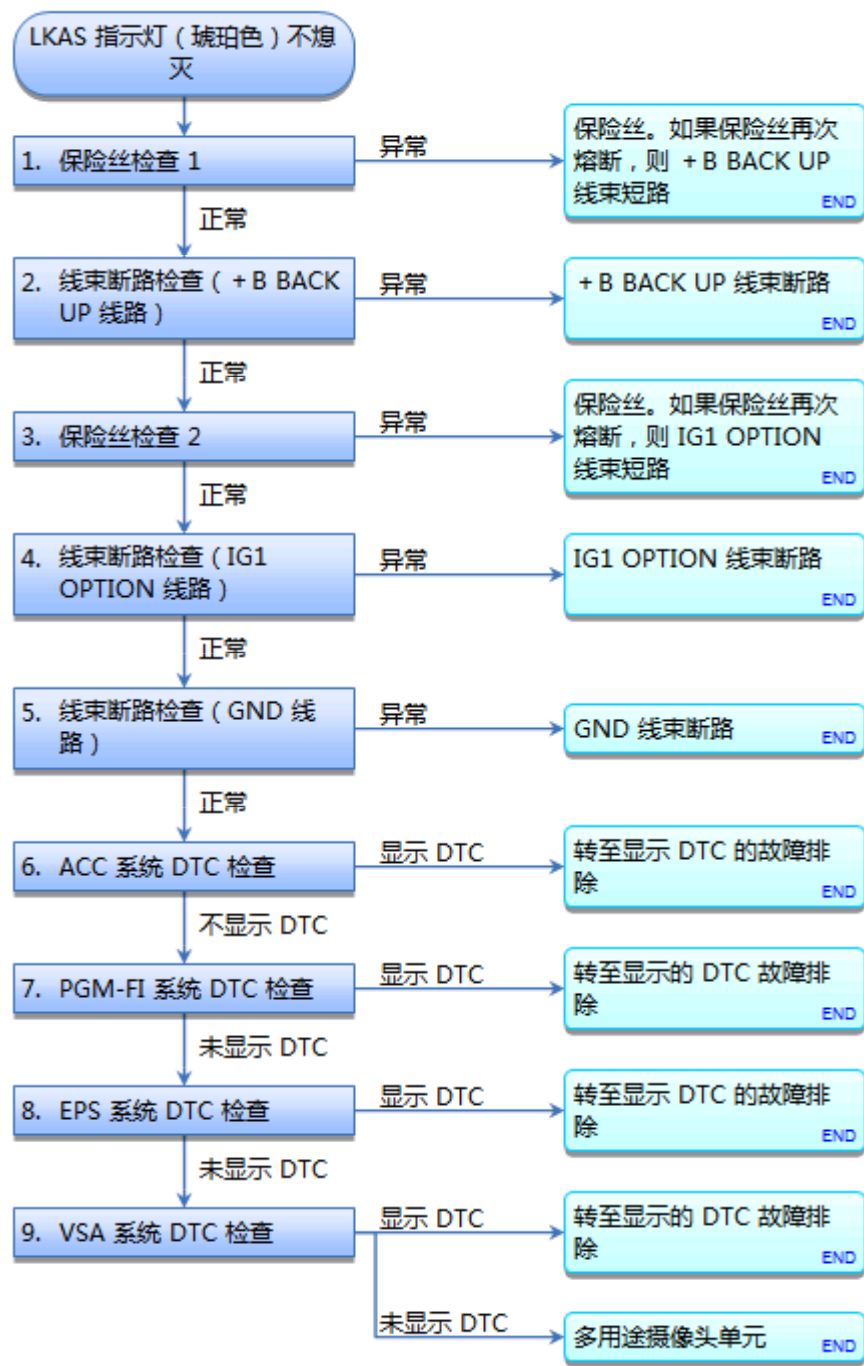 LKAS 指示灯（琥珀色）不熄
灭
1. 保险丝检查 1
异常
保险丝。如果保险丝再次
熔断，则 ＋B BACK UP
线束短路
END
正常
2. 线束断路检查（＋B BACK
UP 线路）
异常
＋B BACK UP 线束断路
END
正常
3. 保险丝检查 2
异常
保险丝。如果保险丝再次
熔断，则 IG1 OPTION
线束短路
END
正常
4. 线束断路检查（IG1
OPTION 线路）
异常
IG1 OPTION 线束断路
END
正常
5. 线束断路检查（GND 线
路）
异常
GND 线束断路
END
正常
6. ACC 系统 DTC 检查
显示 DTC
转至显示 DTC 的故障排
除
END
不显示 DTC
7. PGM-FI 系统 DTC 检查
显示 DTC
转至显示的 DTC 故障排
除
END
未显示 DTC
8. EPS 系统 DTC 检查
显示 DTC
转至显示 DTC 的故障排
除
END
未显示 DTC
9. VSA 系统 DTC 检查
显示 DTC
转至显示的 DTC 故障排
除
END
未显示 DTC
多用途摄像头单元
END